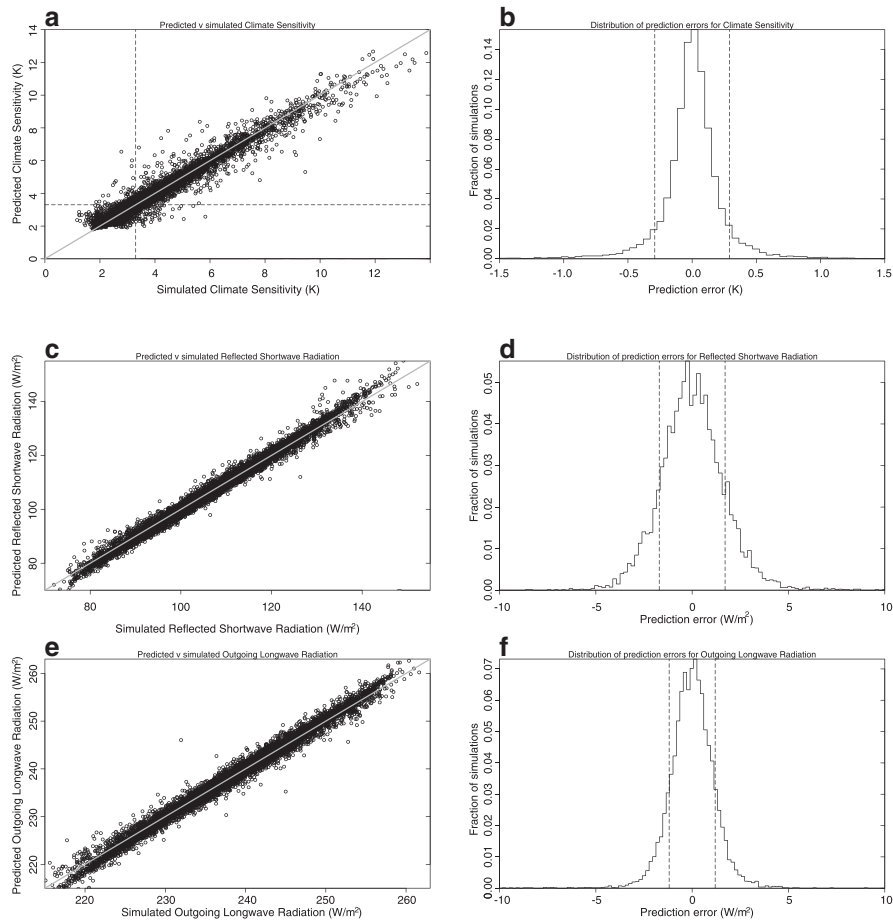 a
Predicted v simulated Climate Sensitivity
Predicted Climate Sensitivity (K)
14
12
10
8
6
4
2
0
0 2 4 6 8 10 12
Simulated Climate Sensitivity (K)
b
Distribution of prediction errors for Climate Sensitivity
Fraction of simulations
0.14
0.12
0.10
0.08
0.06
0.04
0.02
0.00
-1.5 -1.0 -0.5 0.0 0.5 1.0 1.5
Prediction error (K)
c
Predicted v simulated Reflected Shortwave Radiation
Predicted Reflected Shortwave Radiation (W/m²)
140
120
100
80
80 100 120 140
Simulated Reflected Shortwave Radiation (W/m²)
d
Distribution of prediction errors for Reflected Shortwave Radiation
Fraction of simulations
0.05
0.04
0.03
0.02
0.01
0.00
-10 -5 0 5 10
Prediction error (W/m²)
e
Predicted v simulated Outgoing Longwave Radiation
Predicted Outgoing Longwave Radiation (W/m²)
260
250
240
230
220
220 230 240 250 260
Simulated Outgoing Longwave Radiation (W/m²)
f
Distribution of prediction errors for Outgoing Longwave Radiation
Fraction of simulations
0.07
0.06
0.05
0.04
0.03
0.02
0.01
0.00
-10 -5 0 5 10
Prediction error (W/m²)